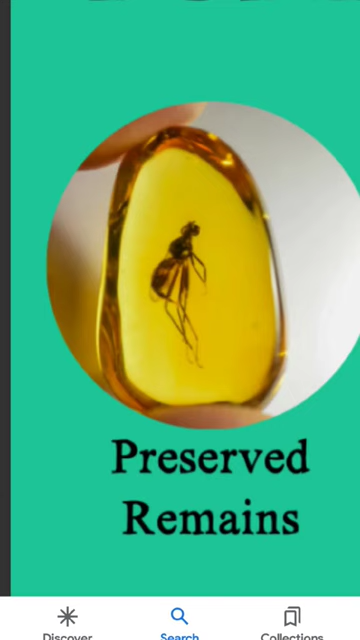 Preserved
Remains
Discover
Search
Collections